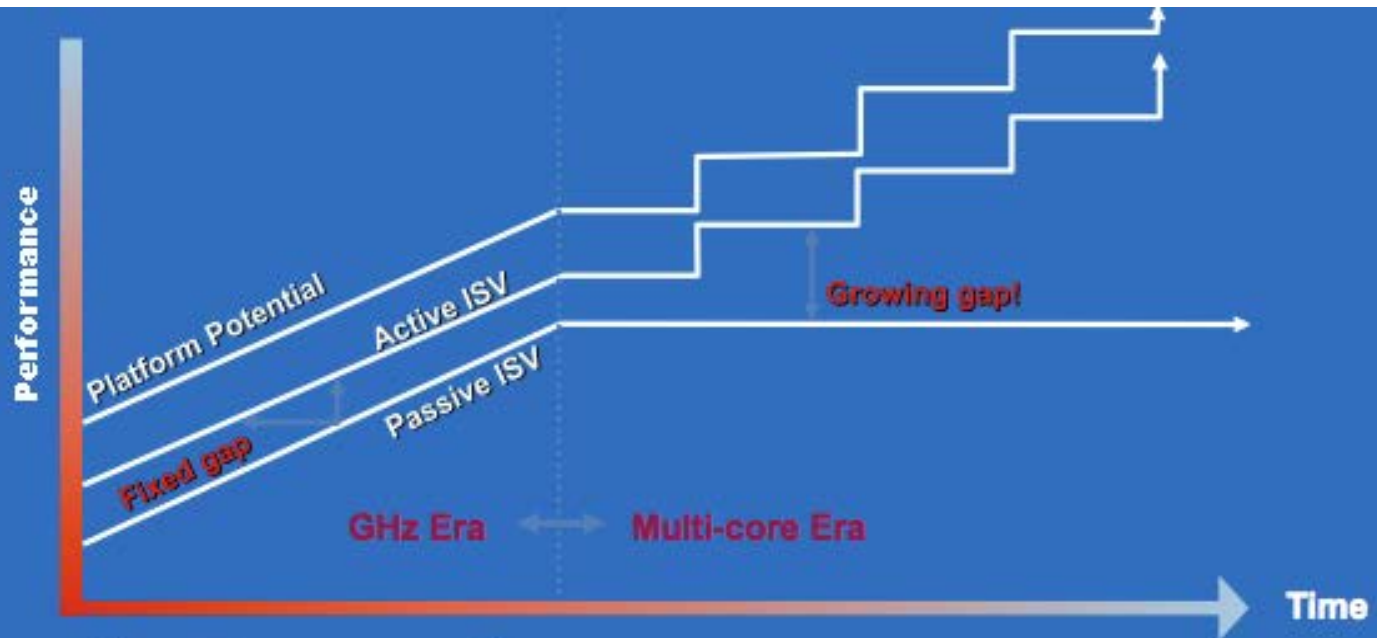 Performance
Platform Potential
Active ISV
Passive ISV
Fixed gap
Growing gap!
GHz Era
Multi-core Era
Time